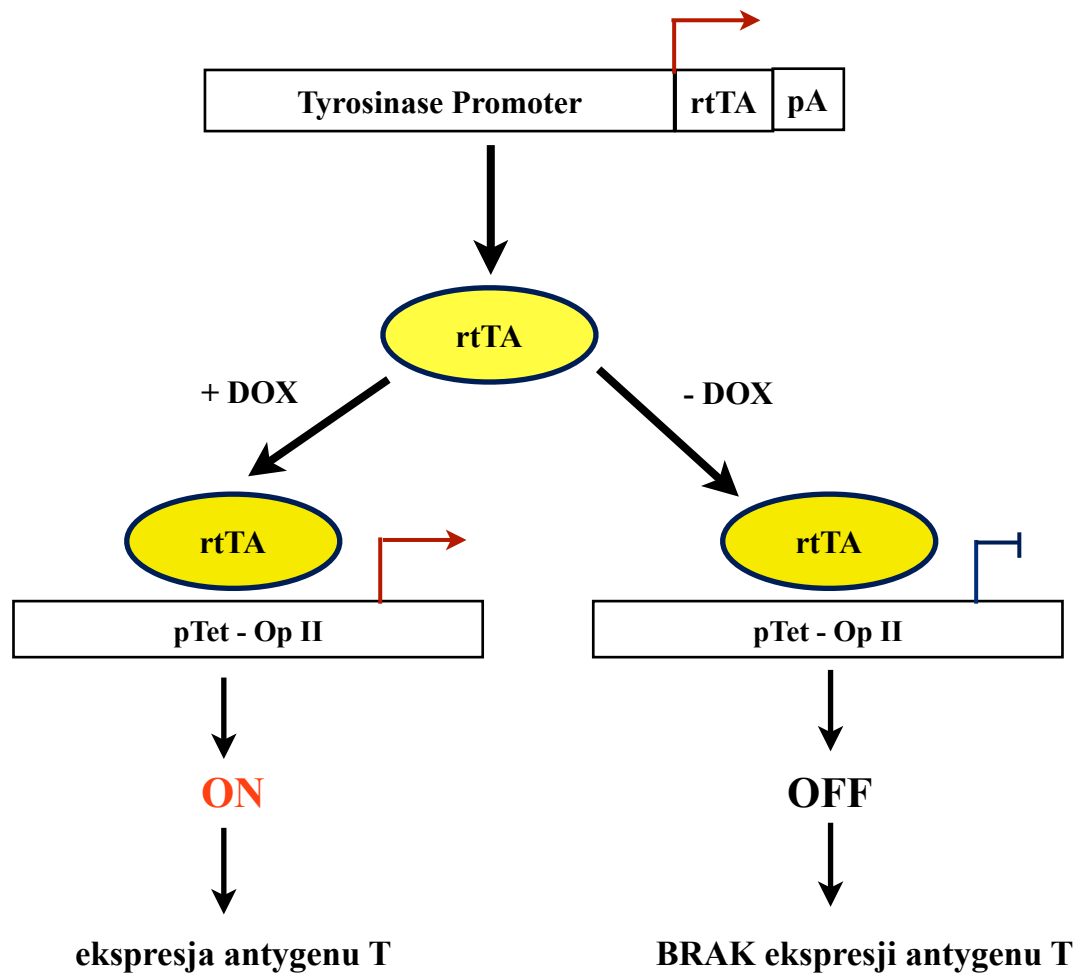 Tyrosinase Promoter rtTA pA
rtTA
+ DOX - DOX
rtTA rtTA
pTet - Op II pTet - Op II
ON OFF
ekspresja antygenu T BRAK ekspresji antygenu T